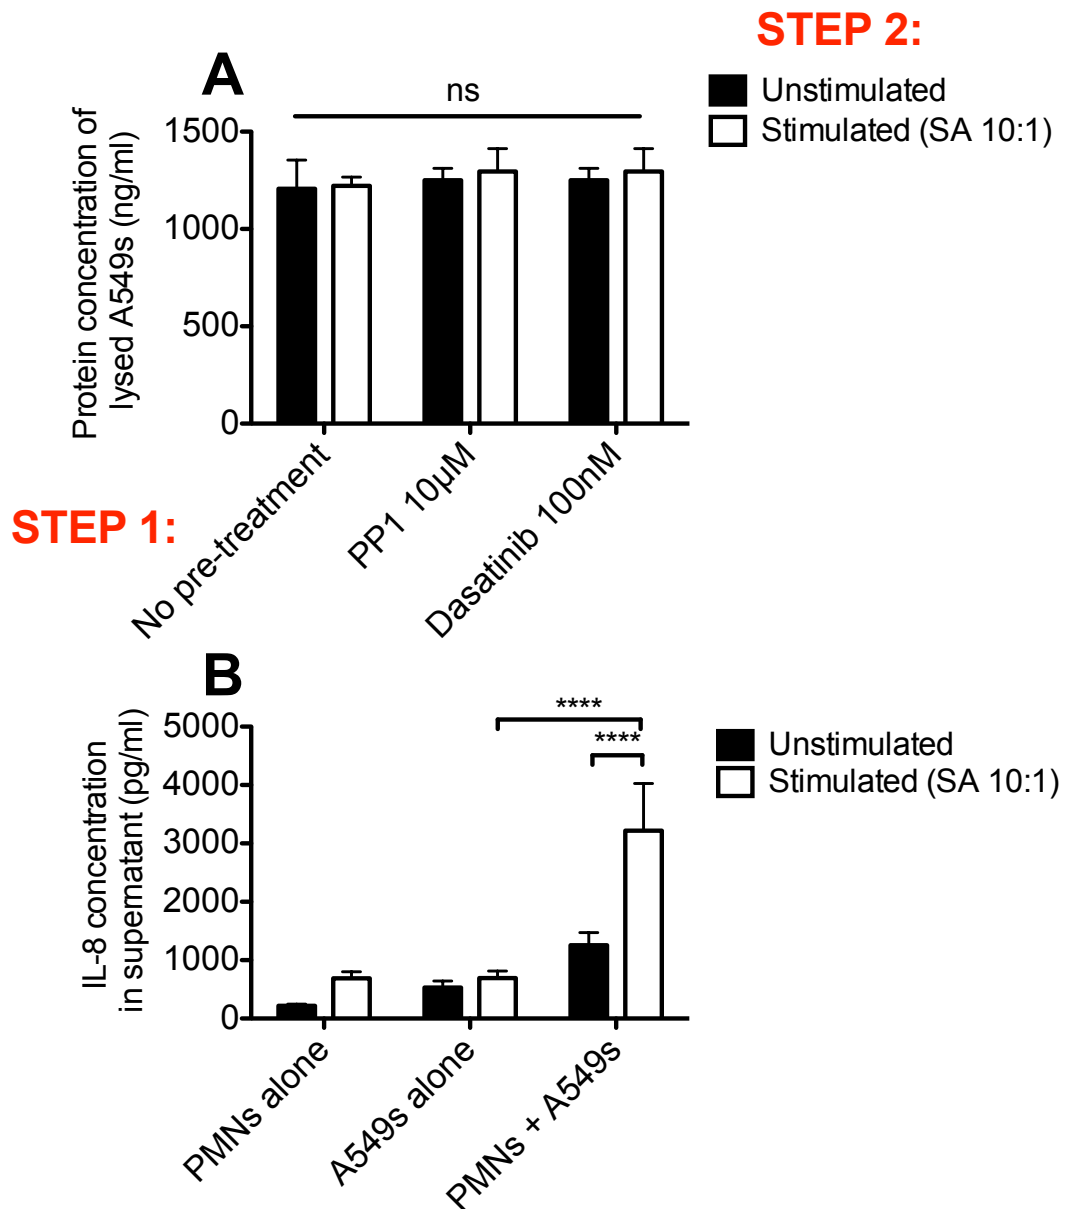 STEP 2:
A
ns
Unstimulated
Stimulated (SA 10:1)
Protein concentration of
lysed A549s (ng/ml)
1500
1000
500
0
No pre-treatment
PP1 10µM
Dasatinib 100nM
STEP 1:
B
****
****
Unstimulated
Stimulated (SA 10:1)
IL-8 concentration
in supernatant (pg/ml)
5000
4000
3000
2000
1000
0
PMNs alone
A549s alone
PMNs + A549s